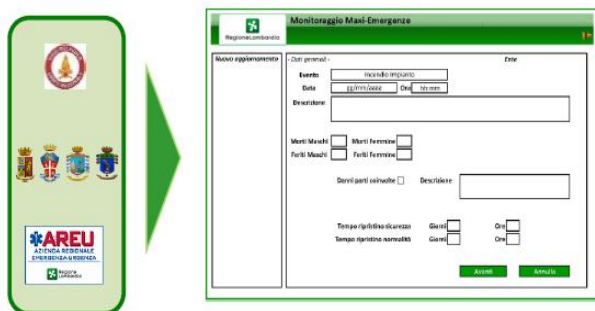 AREU
AZIENDA REGIONALE
EMERGENZA URGENZA
Regione
Lombardia
RegioneLombardia
Monitoraggio Maxi-Emergenze
Nuovo aggiornamento
- Dati generali -
Ente
Evento
Incendio Impianto
Data
gg/mm/aaaa
Ora
hh:mm
Descrizione
Morti Maschi
Morti Femmine
Feriti Maschi
Feriti Femmine
Danni parti coinvolte
Descrizione
Tempo ripristino sicurezza
Giorni
Ore
Tempo ripristino normalità
Giorni
Ore
Avanti
Annulla